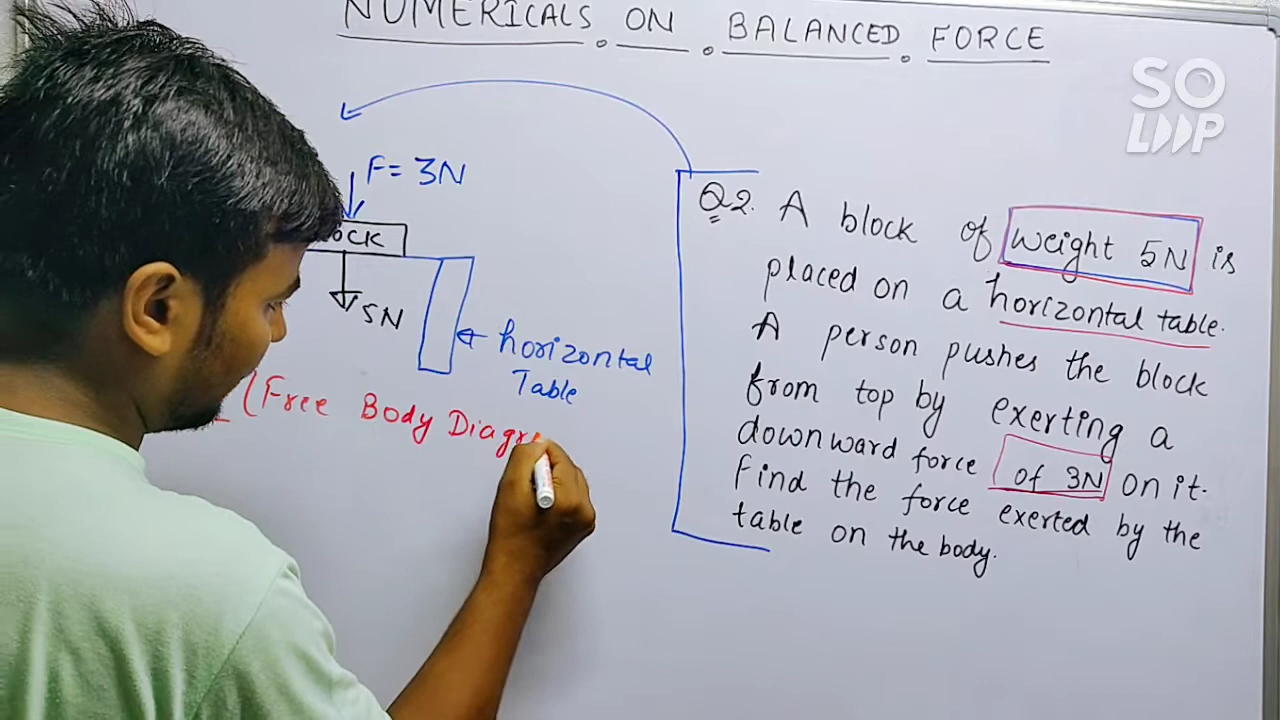 NUMERICALS ON BALANCED FORCE
SO
LOOP
F= 3N
5N
horizontal
Table
(Free Body Diagr
Q2. A block of weight 5N is
placed on a horizontal table.
A person pushes the block
from top by exerting a
downward force of 3N on it.
Find the force exerted by the
table on the body.